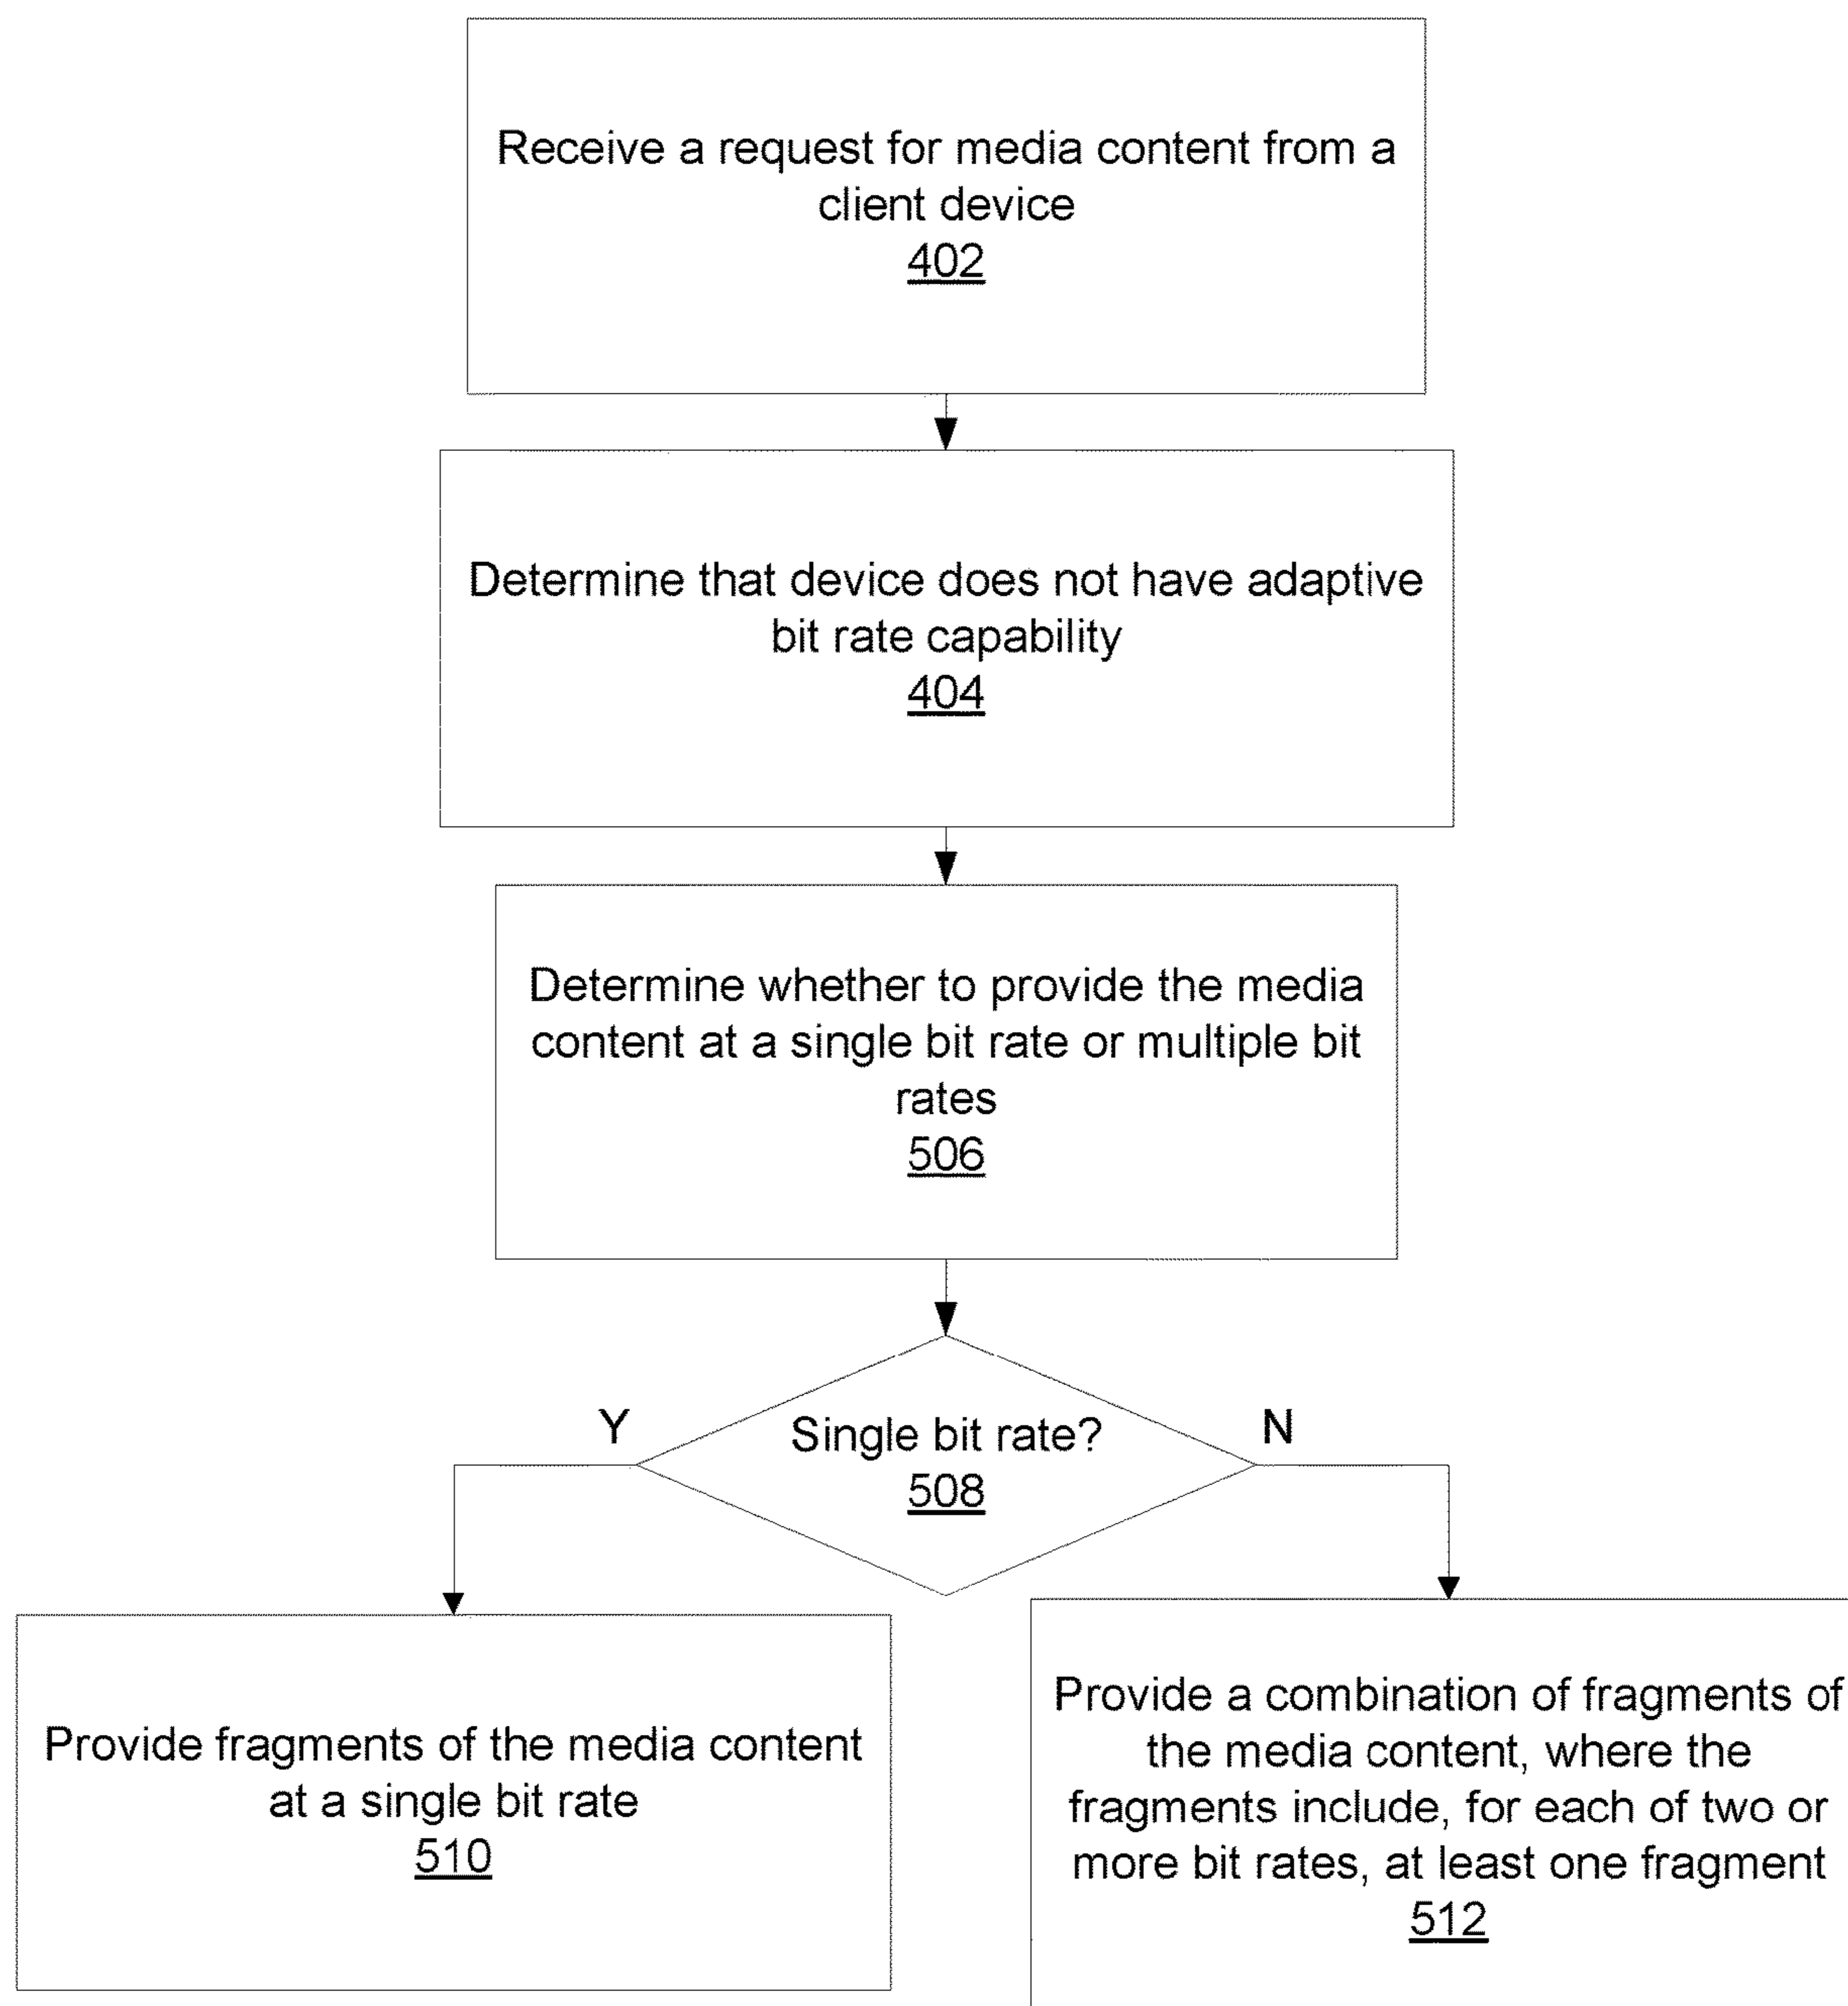 Receive a request for media content from a
client device
402
Determine that device does not have adaptive
bit rate capability
404
Determine whether to provide the media
content at a single bit rate or multiple bit
rates
506
Y
Single bit rate?
N
508
Provide fragments of the media content
at a single bit rate
510
Provide a combination of fragments of
the media content, where the
fragments include, for each of two or
more bit rates, at least one fragment
512